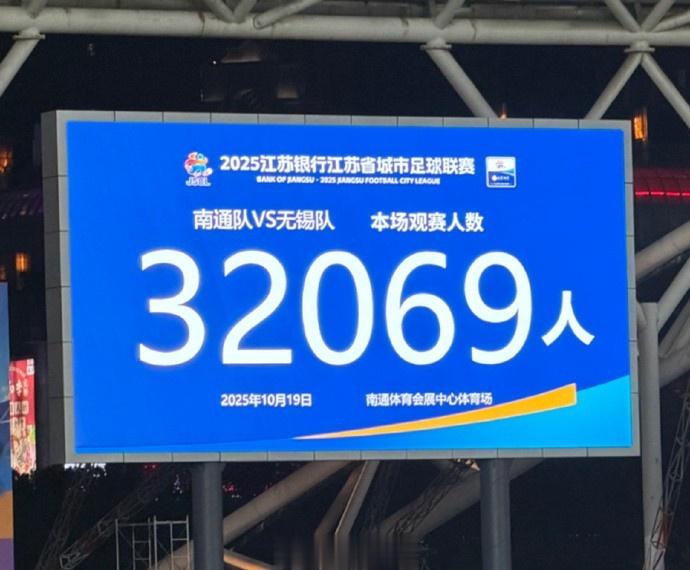 2025江苏银行江苏省城市足球联赛
BANK OF JIANGSU · 2025 JIANGSU FOOTBALL CITY LEAGUE
JSCL
南通队VS无锡队 本场观赛人数
32069人
2025年10月19日 南通体育会展中心体育场